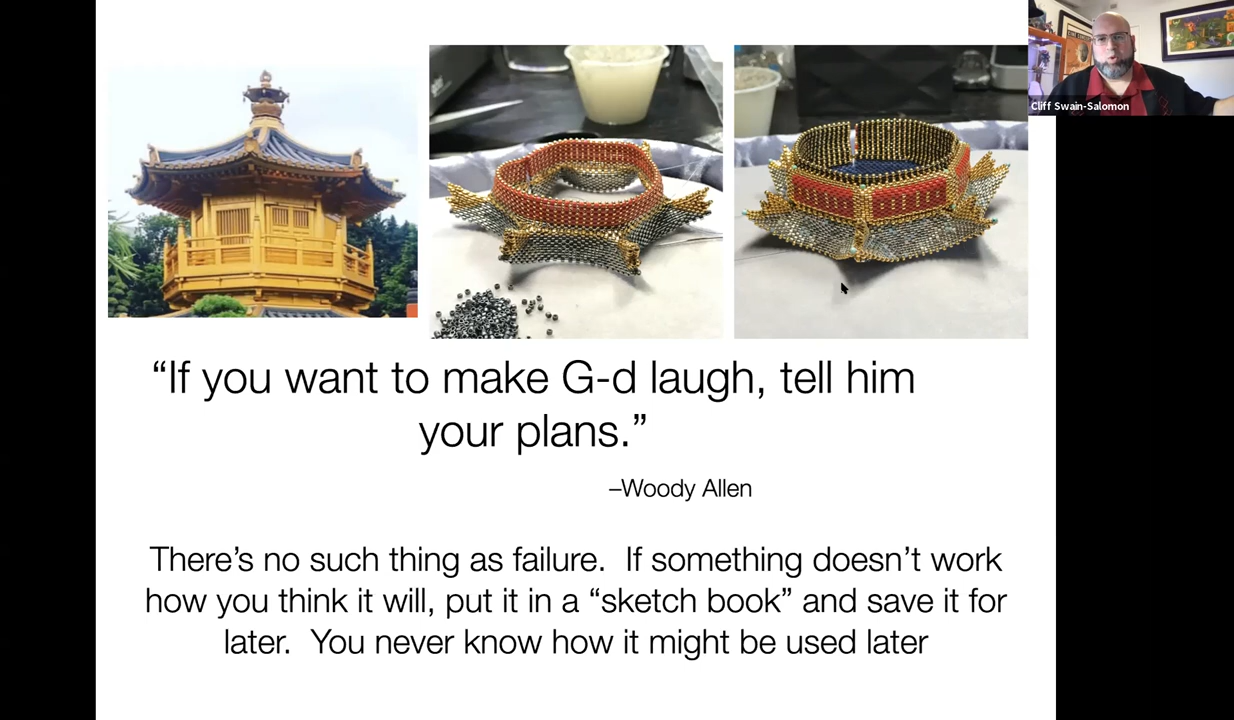 Cliff Swain-Salomon
“If you want to make G-d laugh, tell him
your plans.”
–Woody Allen
There’s no such thing as failure.  If something doesn’t work
how you think it will, put it in a “sketch book” and save it for
later.  You never know how it might be used later